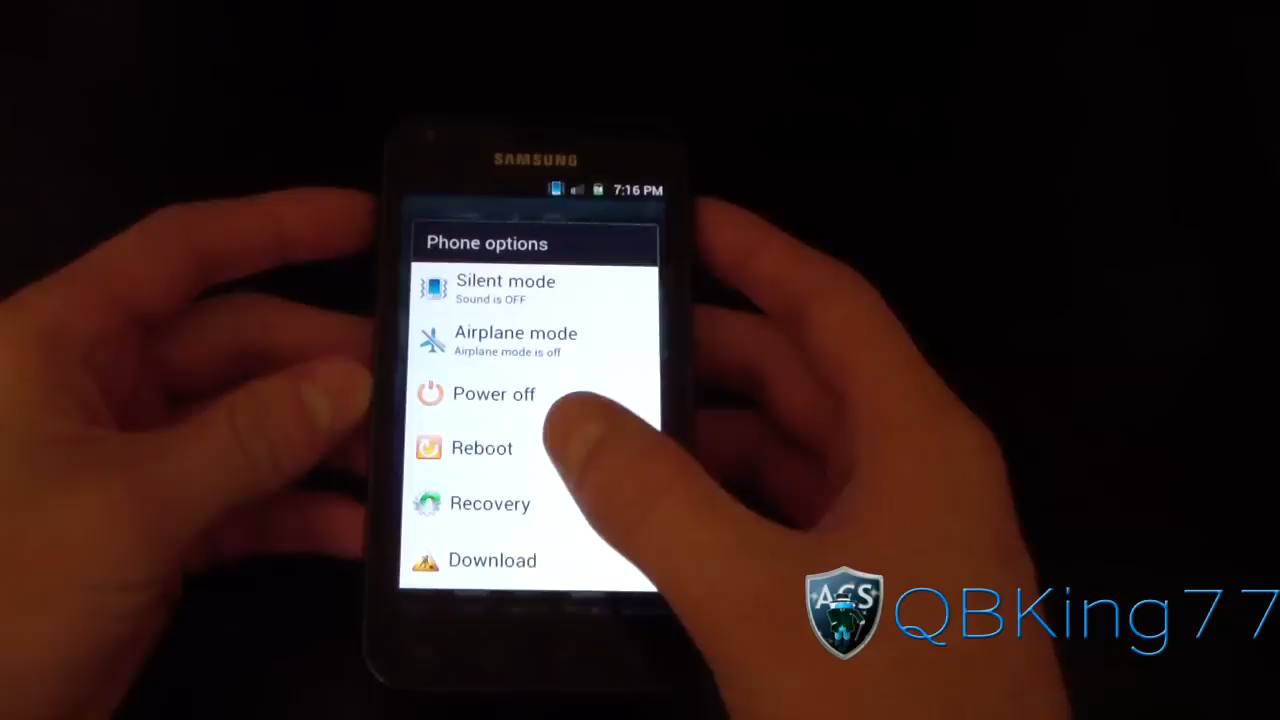 SAMSUNG
7:16 PM
Phone options
Silent mode
Sound is OFF
Airplane mode
Airplane mode is off
Power off
Reboot
Recovery
Download
ACS
QBKing77